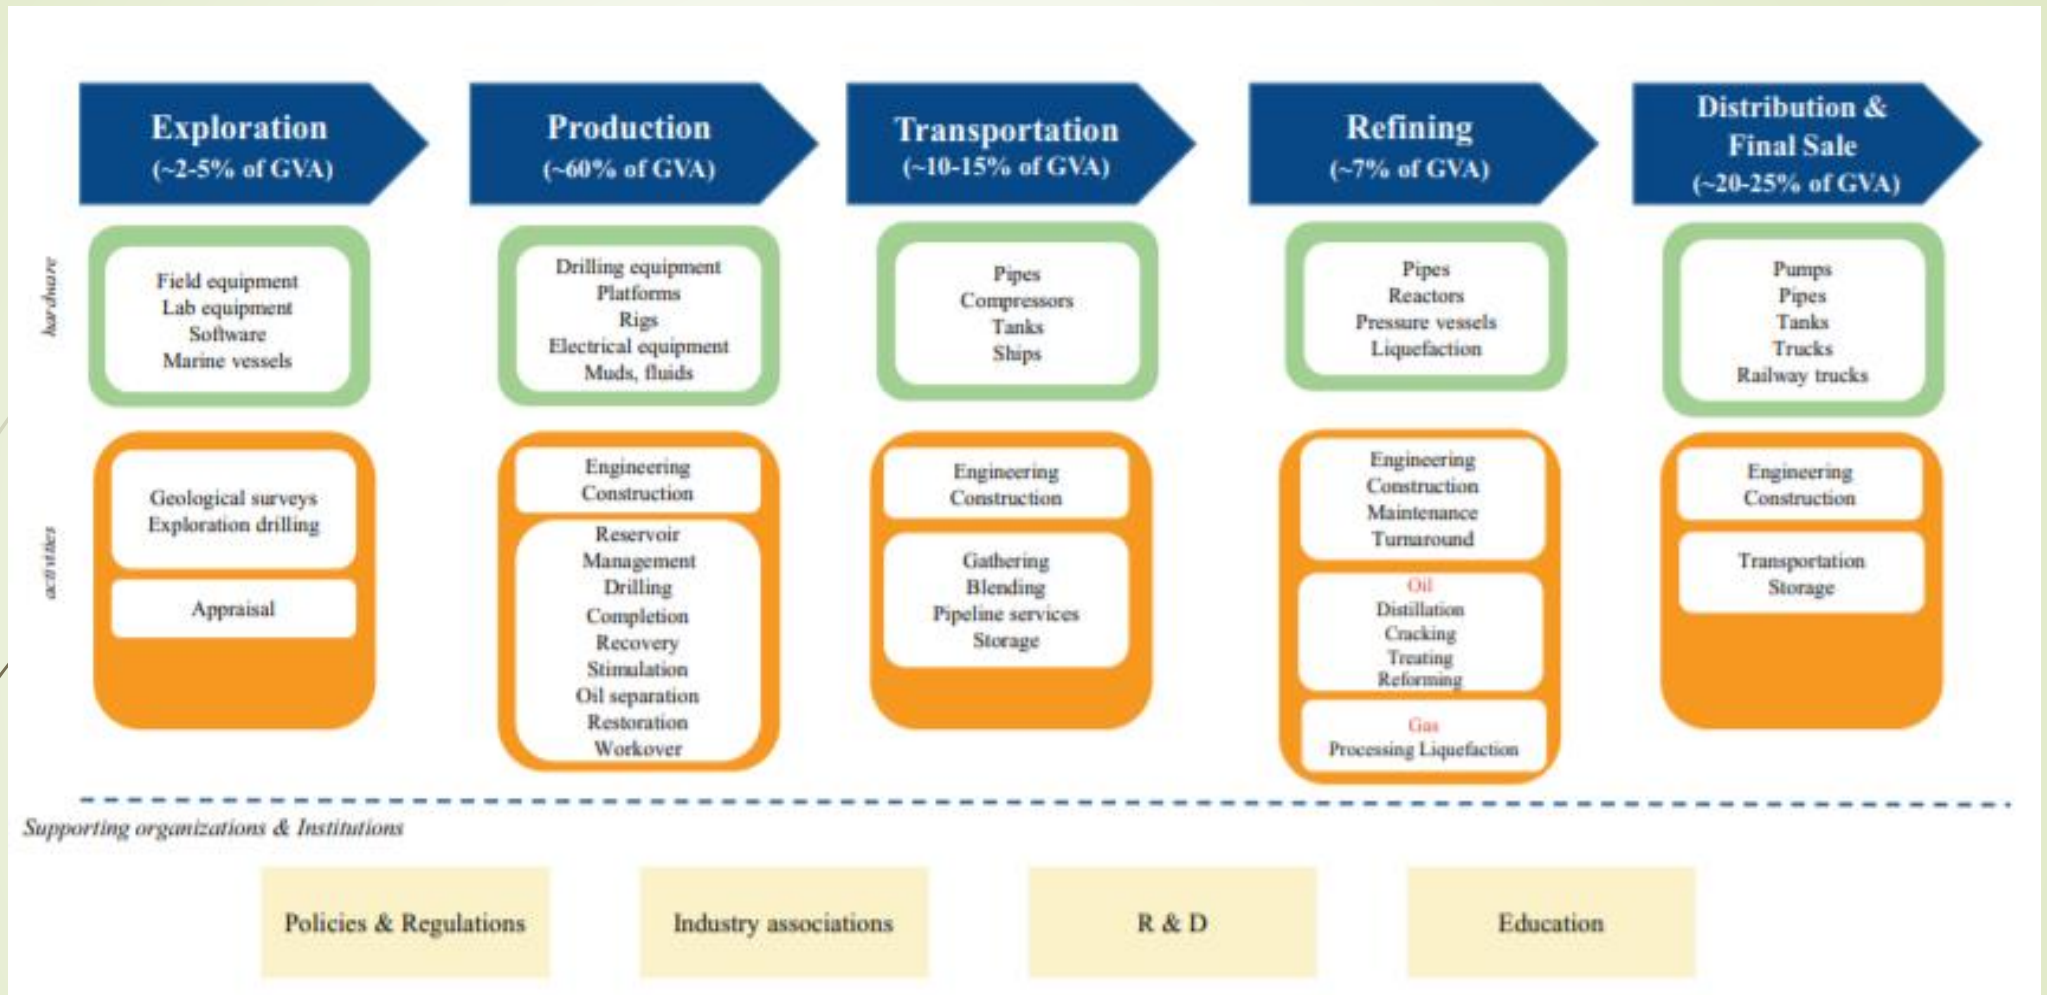 Exploration
(~2-5% of GVA)
Production
(~60% of GVA)
Transportation
(~10-15% of GVA)
Refining
(~7% of GVA)
Distribution &
Final Sale
(~20-25% of GVA)
hardware
Field equipment
Lab equipment
Software
Marine vessels
Drilling equipment
Platforms
Rigs
Electrical equipment
Muds, fluids
Pipes
Compressors
Tanks
Ships
Pipes
Reactors
Pressure vessels
Liquefaction
Pumps
Pipes
Tanks
Trucks
Railway trucks
activities
Geological surveys
Exploration drilling
Appraisal
Engineering
Construction
Reservoir
Management
Drilling
Completion
Recovery
Stimulation
Oil separation
Restoration
Workover
Engineering
Construction
Gathering
Blending
Pipeline services
Storage
Engineering
Construction
Maintenance
Turnaround
Oil
Distillation
Cracking
Treating
Reforming
Gas
Processing Liquefaction
Engineering
Construction
Transportation
Storage
Supporting organizations & Institutions
Policies & Regulations
Industry associations
R & D
Education